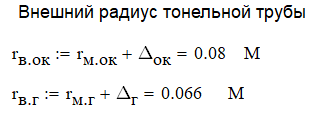 Внешний радиус тонельной трубы
rв.ок := rм.ок + Δок = 0.08 М
rв.г := rм.г + Δг = 0.066 М